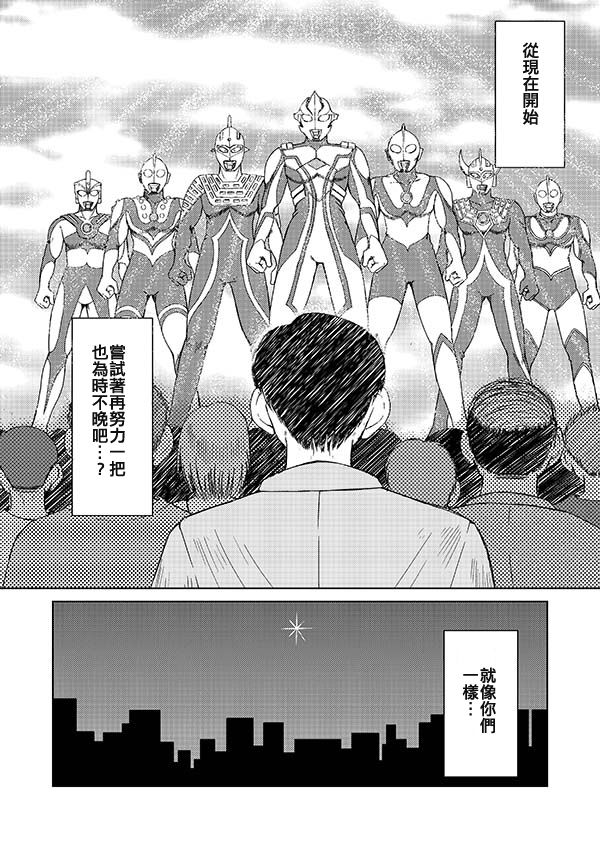 從現在開始
嘗試著再努力一把
也為時不晚吧…?
就像你們
一樣…